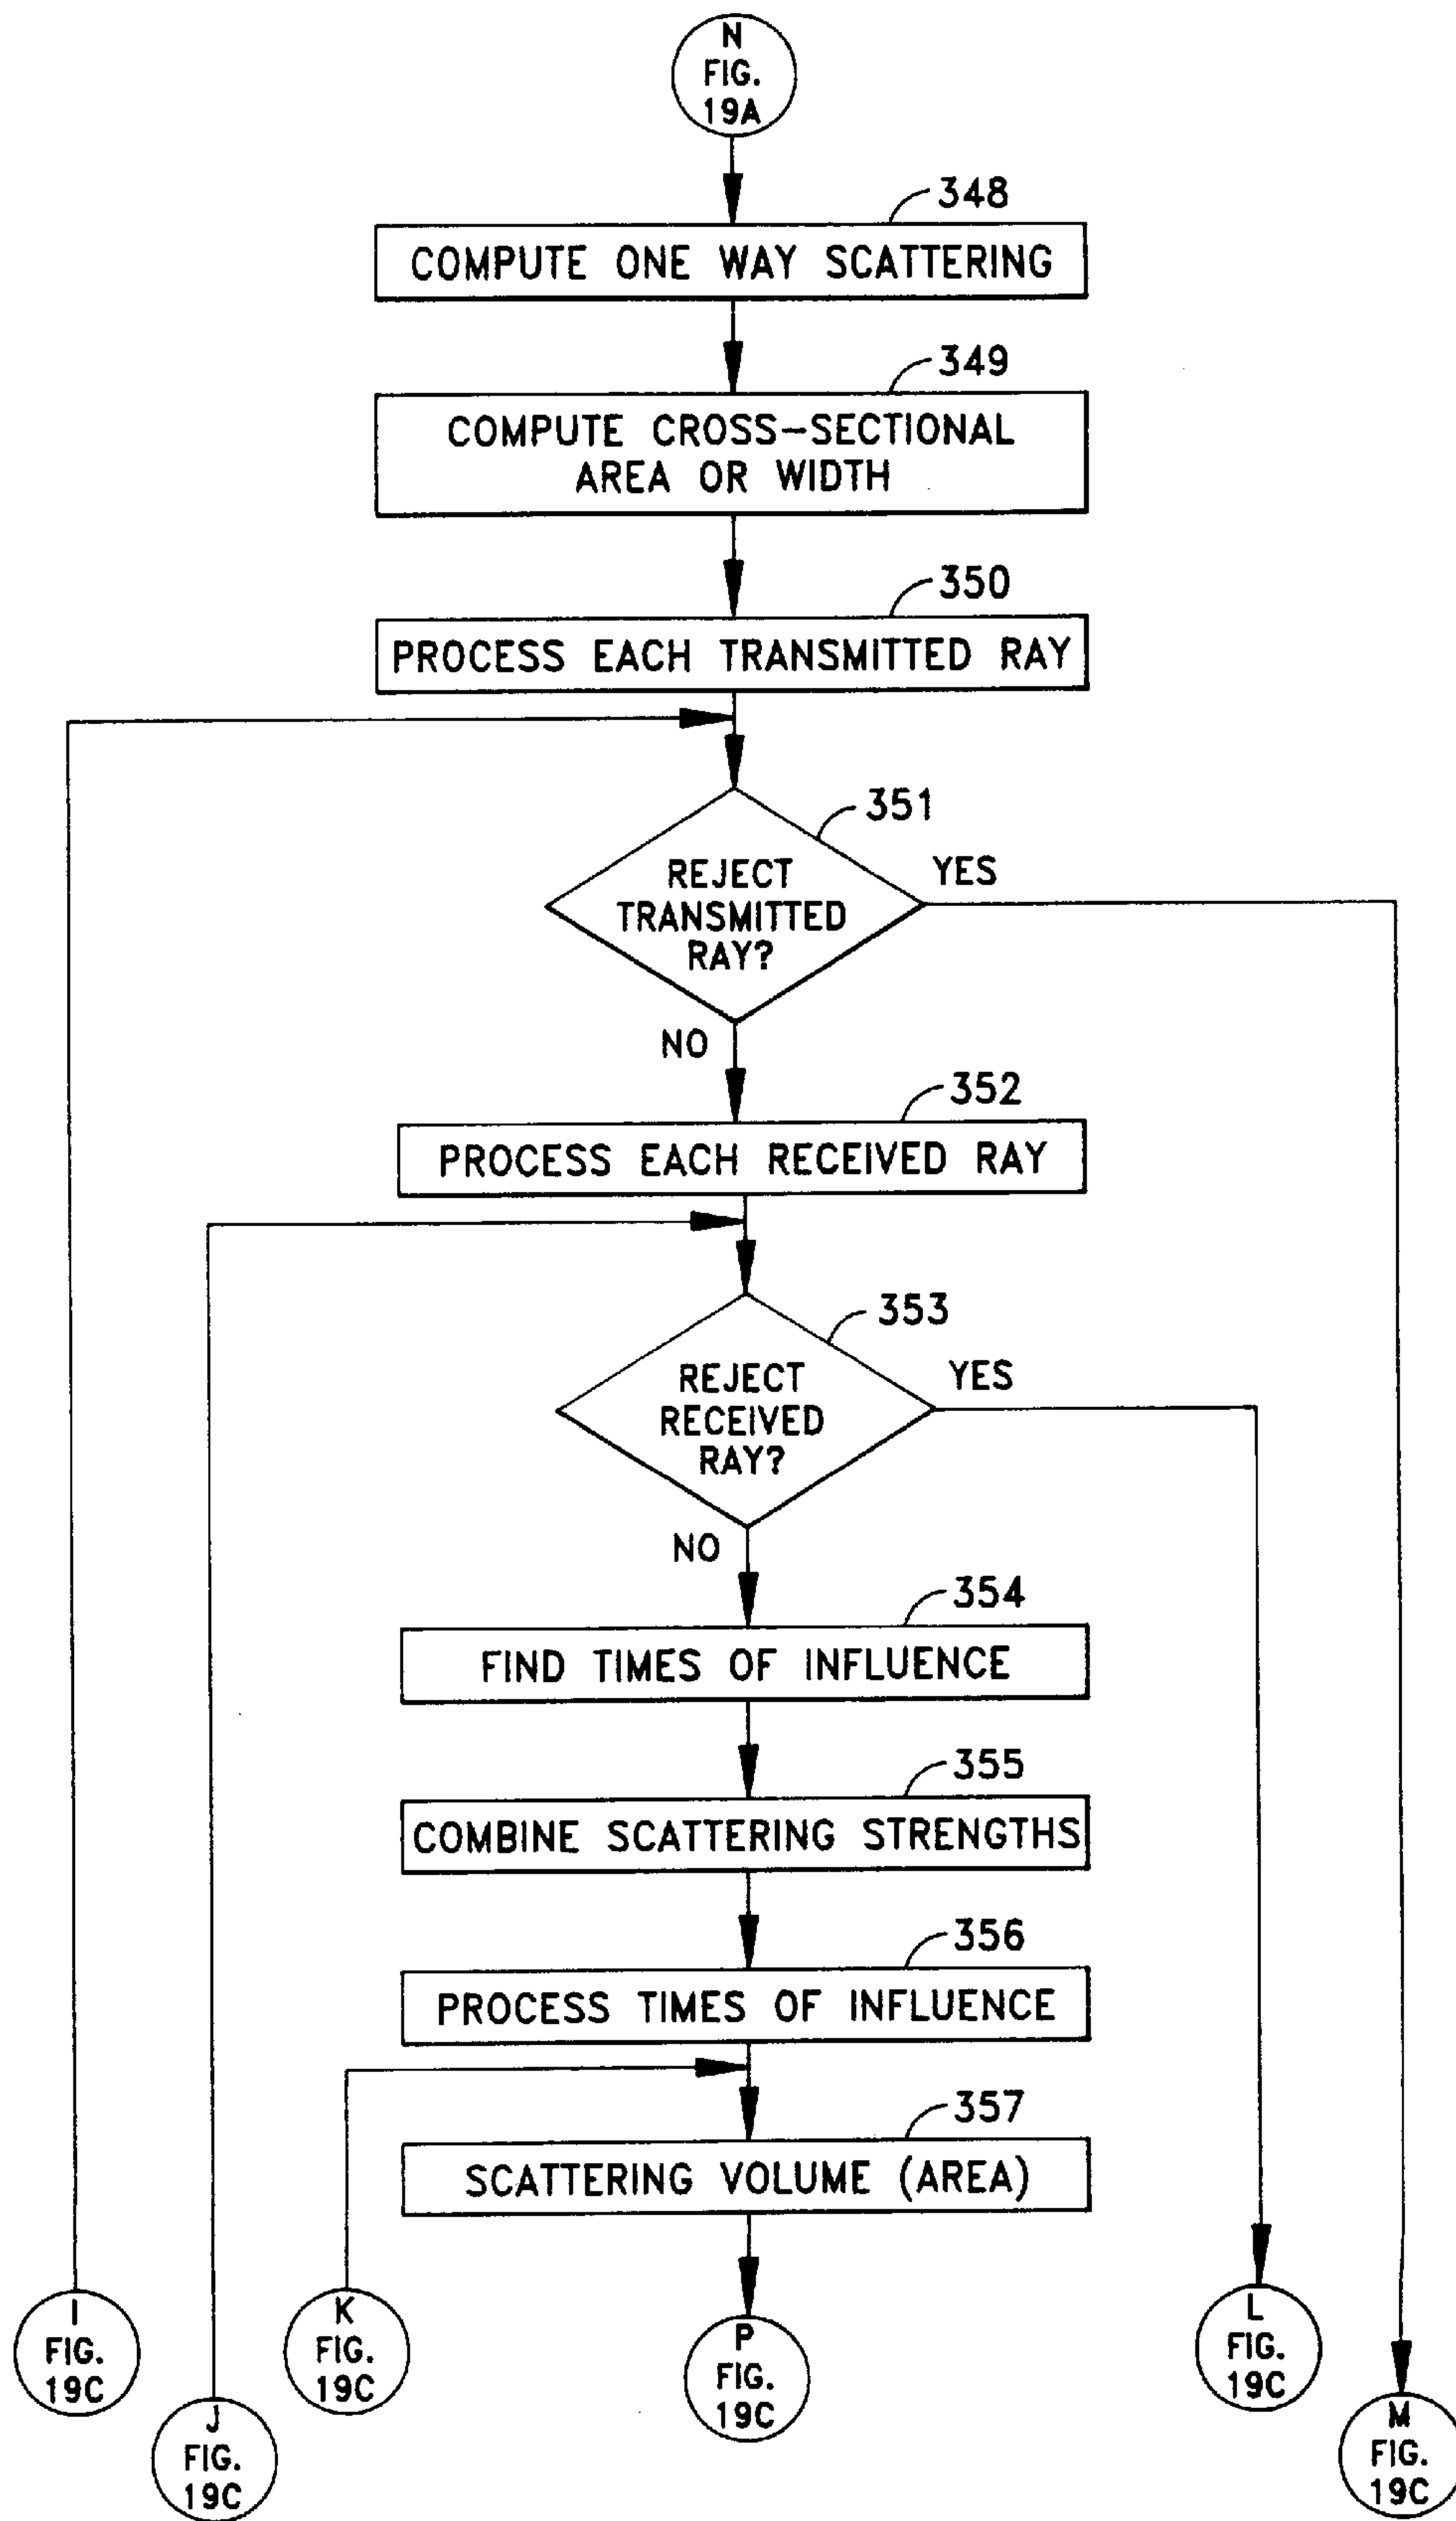 N
FIG.
19A
348
COMPUTE ONE WAY SCATTERING
349
COMPUTE CROSS-SECTIONAL
AREA OR WIDTH
350
PROCESS EACH TRANSMITTED RAY
351
REJECT
TRANSMITTED
RAY?
YES
NO
352
PROCESS EACH RECEIVED RAY
353
REJECT
RECEIVED
RAY?
YES
NO
354
FIND TIMES OF INFLUENCE
355
COMBINE SCATTERING STRENGTHS
356
PROCESS TIMES OF INFLUENCE
357
SCATTERING VOLUME (AREA)
I
FIG.
19C
J
FIG.
19C
K
FIG.
19C
P
FIG.
19C
L
FIG.
19C
M
FIG.
19C